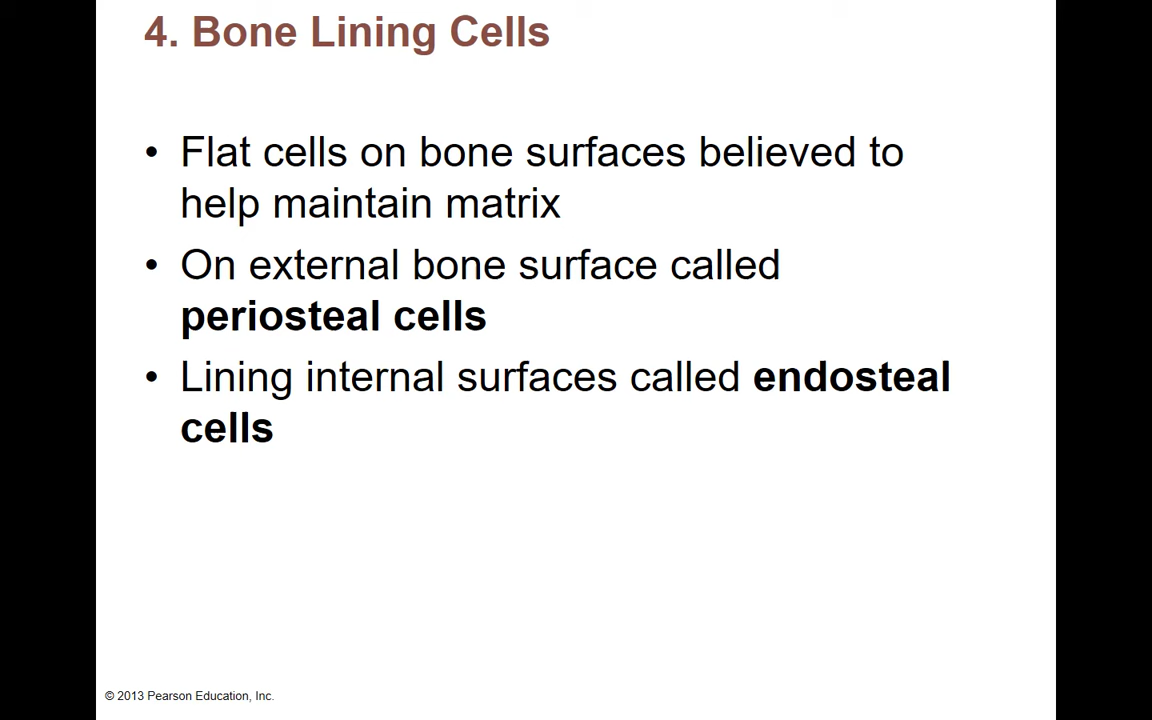 4. Bone Lining Cells
• Flat cells on bone surfaces believed to
help maintain matrix
• On external bone surface called
periosteal cells
• Lining internal surfaces called endosteal
cells
© 2013 Pearson Education, Inc.